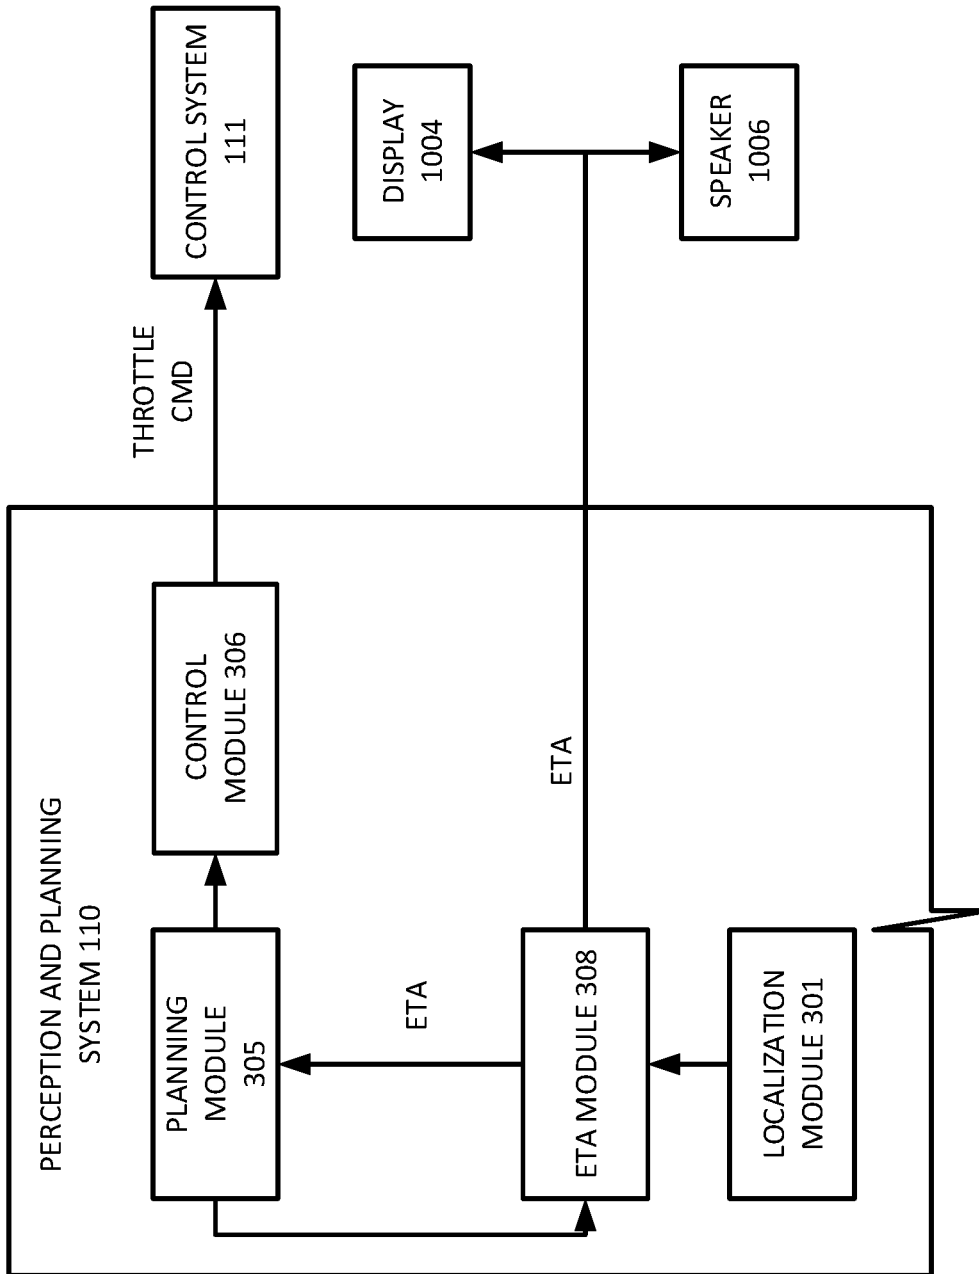 PERCEPTION AND PLANNING
SYSTEM 110
PLANNING
MODULE
305
CONTROL
MODULE 306
THROTTLE
CMD
CONTROL SYSTEM
111
ETA
ETA MODULE 308
ETA
DISPLAY
1004
SPEAKER
1006
LOCALIZATION
MODULE 301